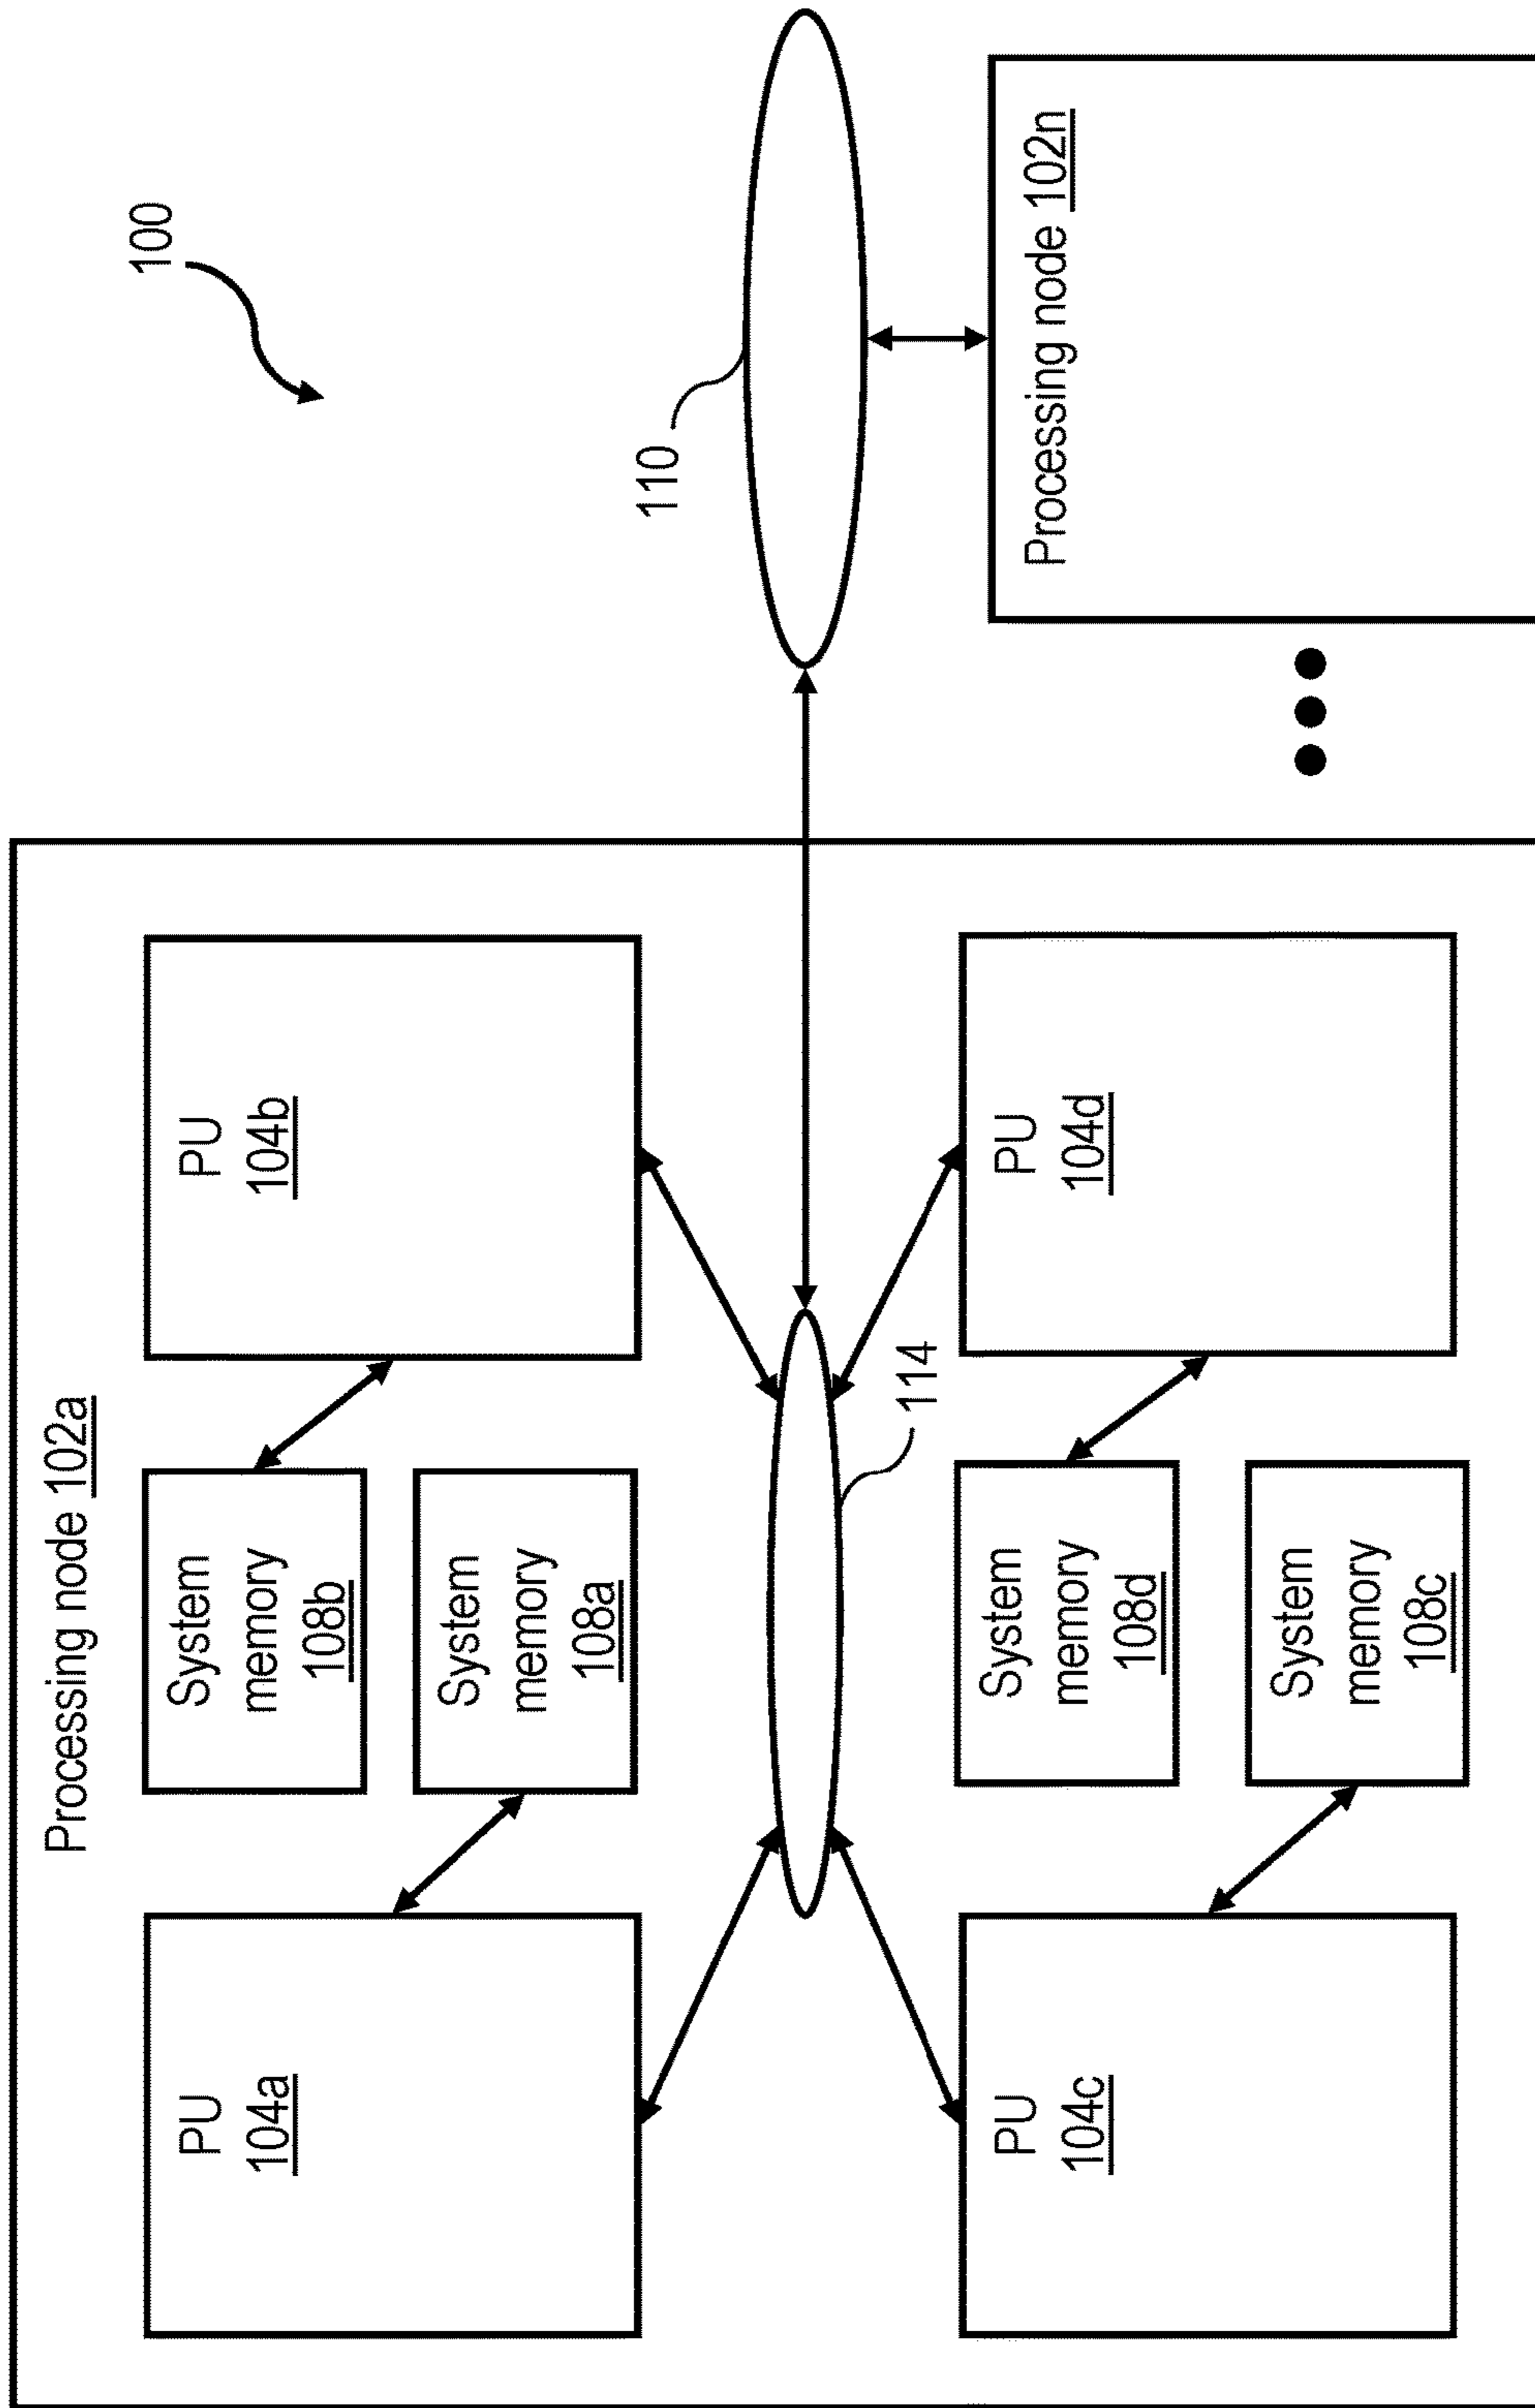 100
Processing node 102a
PU
104a
System
memory
108b
System
memory
108a
PU
104b
110
114
Processing node 102n
PU
104c
System
memory
108d
System
memory
108c
PU
104d